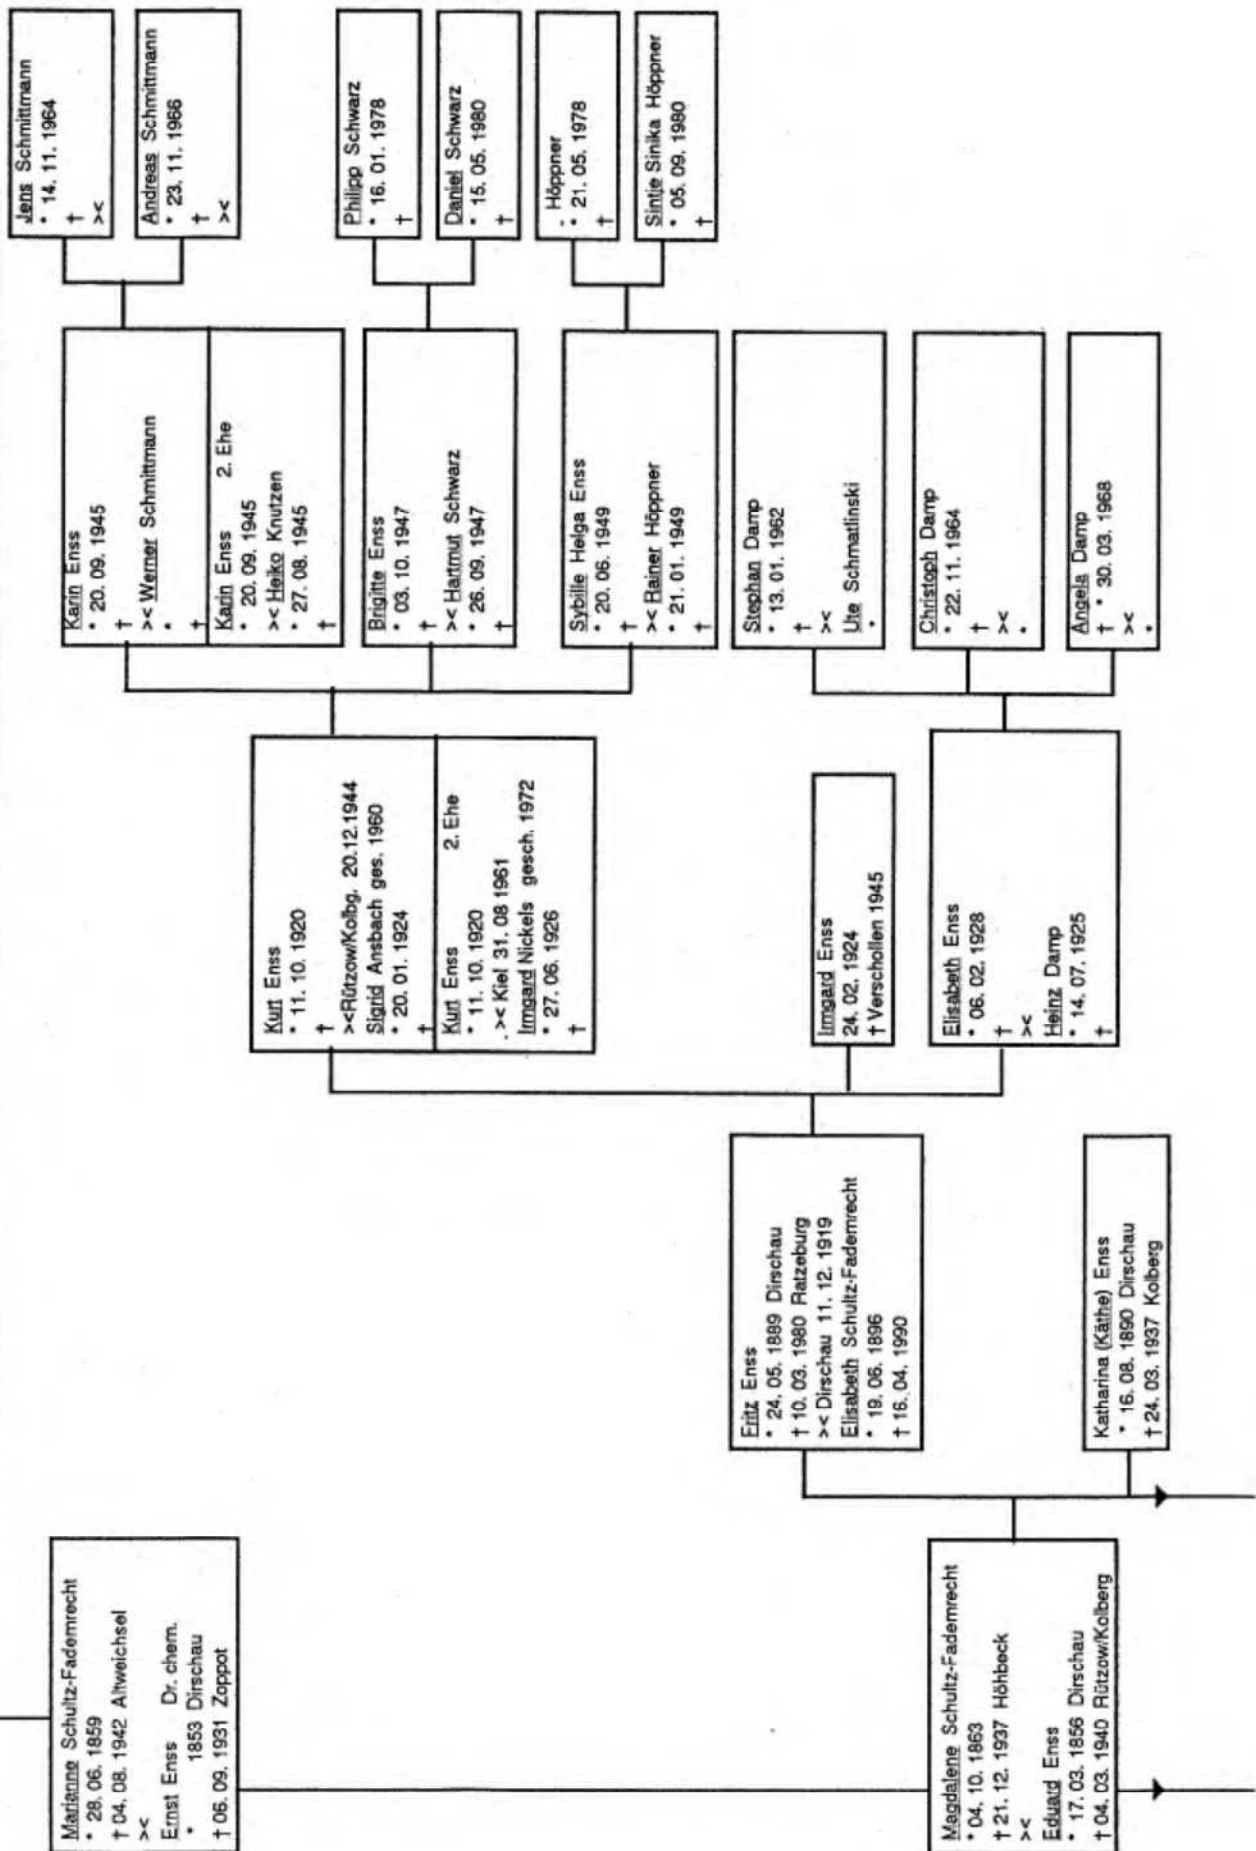 Marianne Schultz-Fademrecht
* 28. 06. 1859
† 04. 08. 1942 Altweichsel
><
Ernst Enss Dr. chem.
* 1853 Dirschau
† 06. 09. 1931 Zoppot
Magdalene Schultz-Fademrecht
* 04. 10. 1863
† 21. 12. 1937 Höhbeck
><
Eduard Enss
* 17. 03. 1856 Dirschau
† 04. 03. 1940 Rützow/Kolberg
Fritz Enss
* 24. 05. 1889 Dirschau
† 10. 03. 1980 Ratzeburg
>< Dirschau 11. 12. 1919
Elisabeth Schultz-Fademrecht
* 19. 06. 1896
† 16. 04. 1990
Katharina (Käthe) Enss
* 16. 08. 1890 Dirschau
† 24. 03. 1937 Kolberg
Kurt Enss
* 11. 10. 1920
†
><Rützow/Kolbg. 20.12.1944
Sigrid Ansbach ges. 1960
* 20. 01. 1924
†
Kurt Enss 2. Ehe
* 11. 10. 1920
. >< Kiel 31. 08 1961
Irmgard Nickels gesch. 1972
* 27. 06. 1926
†
Irmgard Enss
24. 02. 1924
† Verschollen 1945
Elisabeth Enss
* 06. 02. 1928
†
><
Heinz Damp
* 14. 07. 1925
†
Karin Enss
* 20. 09. 1945
†
>< Werner Schmittmann
*
†
Karin Enss 2. Ehe
* 20. 09. 1945
>< Heiko Knutzen
* 27. 08. 1945
†
Brigitte Enss
* 03. 10. 1947
†
>< Hartmut Schwarz
* 26. 09. 1947
†
Sybille Helga Enss
* 20. 06. 1949
†
>< Rainer Höppner
* 21. 01. 1949
†
Stephan Damp
* 13. 01. 1962
†
><
Ute Schmatlinski
*
Christoph Damp
* 22. 11. 1964
†
><
*
Angela Damp
† * 30. 03. 1968
><
*
Jens Schmittmann
* 14. 11. 1964
†
><
Andreas Schmittmann
* 23. 11. 1966
†
><
Philipp Schwarz
* 16. 01. 1978
†
Daniel Schwarz
* 15. 05. 1980
†
- Höppner
* 21. 05. 1978
†
Sintje Sinika Höppner
* 05. 09. 1980
†